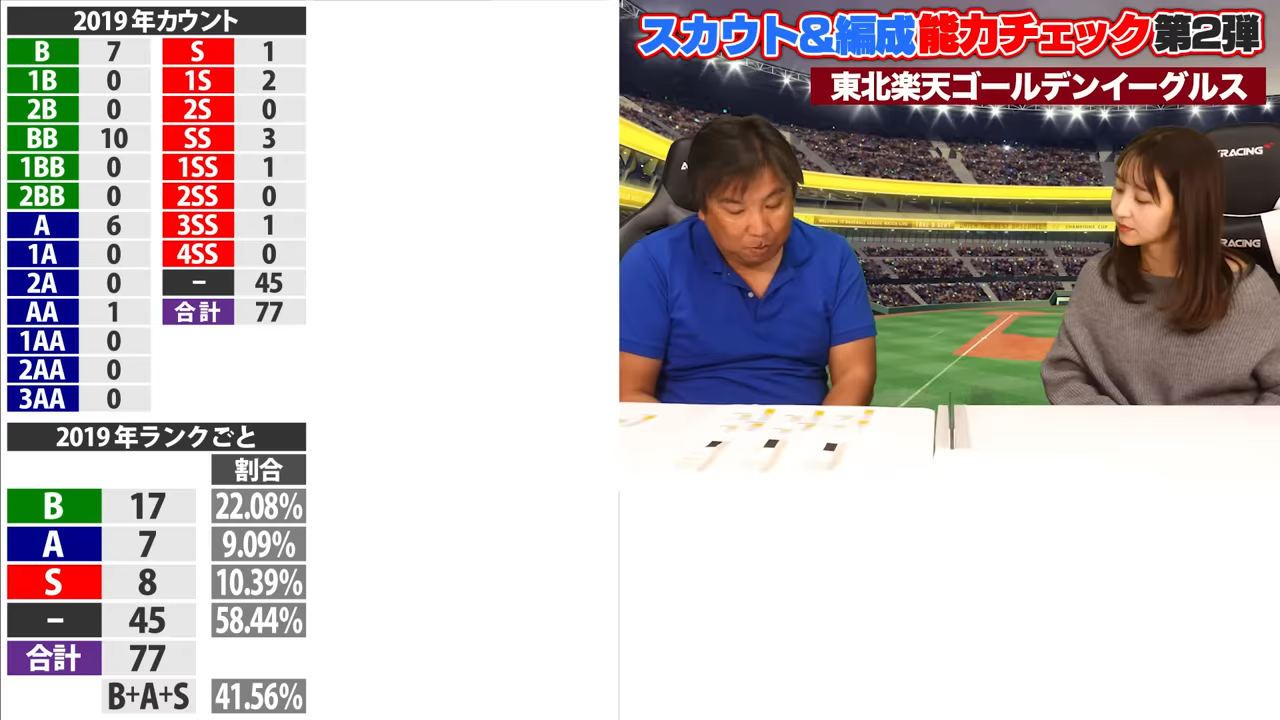 2019年カウント
B 7 S 1
1B 0 1S 2
2B 0 2S 0
BB 10 SS 3
1BB 0 1SS 1
2BB 0 2SS 0
A 6 3SS 1
1A 0 4SS 0
2A 0 － 45
AA 1 合計 77
1AA 0
2AA 0
3AA 0
2019年ランクごと
割合
B 17 22.08%
A 7 9.09%
S 8 10.39%
－ 45 58.44%
合計 77
B+A+S 41.56%
スカウト&編成能力チェック第2弾
東北楽天ゴールデンイーグルス
RACING
RACING